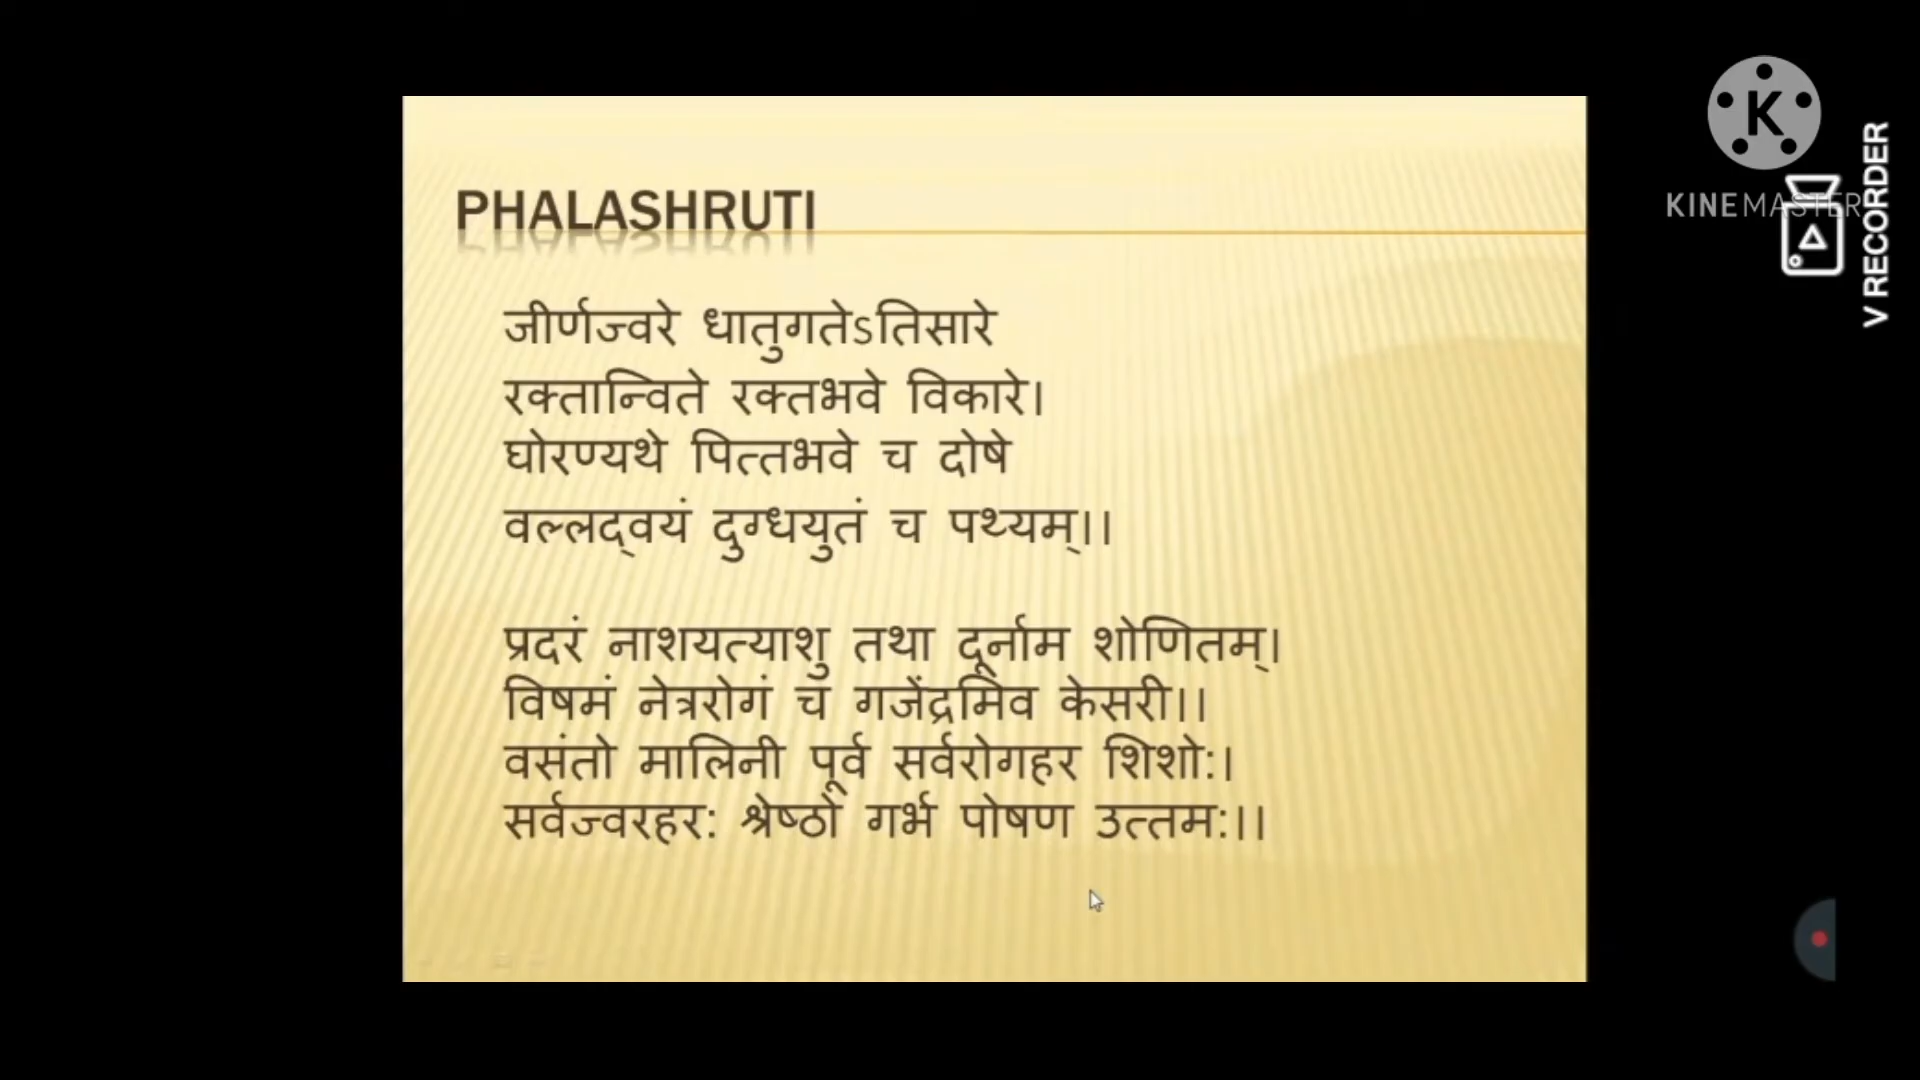 PHALASHRUTI
जीर्णज्वरे धातुगतेऽतिसारे
रक्तान्विते रक्तभवे विकारे।
घोरण्यथे पित्तभवे च दोषे
वल्लद्वयं दुग्धयुतं च पथ्यम्।।
प्रदरं नाशयत्याशु तथा दूर्नाम शोणितम्।
विषमं नेत्ररोगं च गजेंद्रमिव केसरी।।
वसंतो मालिनी पूर्व सर्वरोगहर शिशो:।
सर्वज्वरहर: श्रेष्ठो गर्भ पोषण उत्तम:।।
K
KINEMASTER
V RECORDER